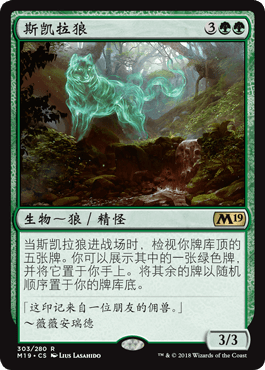 斯凯拉狼 3
生物～狼 / 精怪 M19
当斯凯拉狼进战场时，检视你牌库顶的
五张牌。你可以展示其中的一张绿色牌，
并将它置于你手上。将其余的牌以随机
顺序置于你的牌库底。
「这印记来自一位朋友的佣兽。」
～薇薇安瑞德
3/3
303/280 R
M19 • CS Lius Lasahido
™ & © 2018 Wizards of the Coast